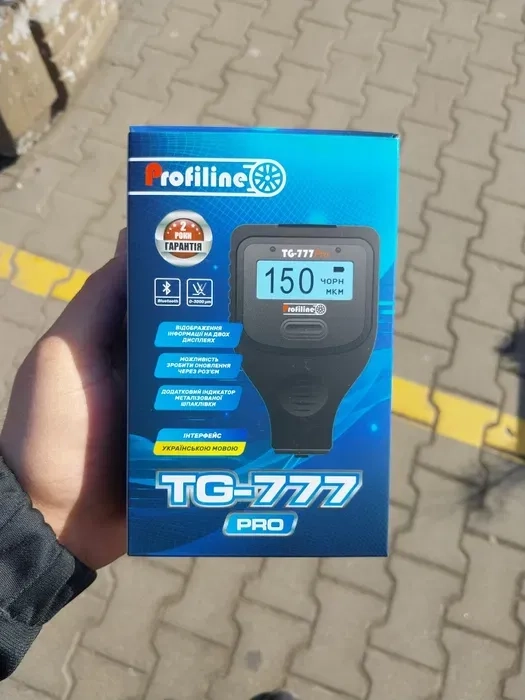 Profiline
2
РОКИ
ГАРАНТІЯ
Bluetooth
0-3000 µm
ВІДОБРАЖЕННЯ
ІНФОРМАЦІЇ НА ДВОХ
ДИСПЛЕЯХ
МОЖЛИВІСТЬ
ЗРОБИТИ ОНОВЛЕННЯ
ЧЕРЕЗ РОЗ'ЄМ
ДОДАТКОВИЙ ІНДИКАТОР
МЕТАЛІЗОВАНОЇ
ШПАКЛІВКИ
ІНТЕРФЕЙС
УКРАЇНСЬКОЮ МОВОЮ
TG-777 PRO
150 ЧОРН
МКМ
Profiline
TG-777
PRO